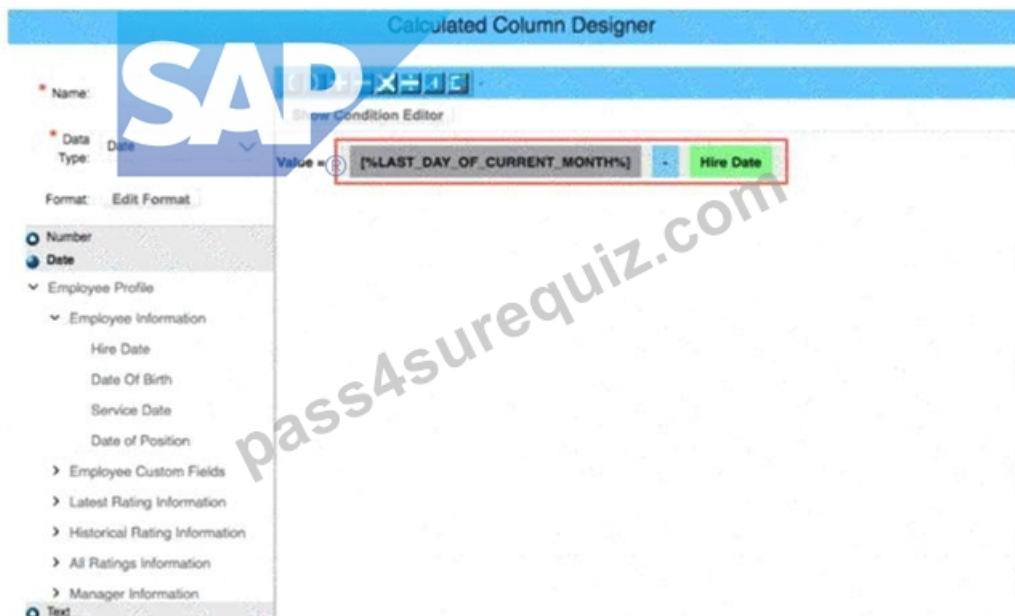 Calculated Column Designer
SAP
* Name:
Show Condition Editor
* Data Type:
Date
Value = [%LAST_DAY_OF_CURRENT_MONTH%] - Hire Date
Format: Edit Format
Number
Date
Employee Profile
Employee Information
Hire Date
Date Of Birth
Service Date
Date of Position
Employee Custom Fields
Latest Rating Information
Historical Rating Information
All Ratings Information
Manager Information
Text
pass4surequiz.com